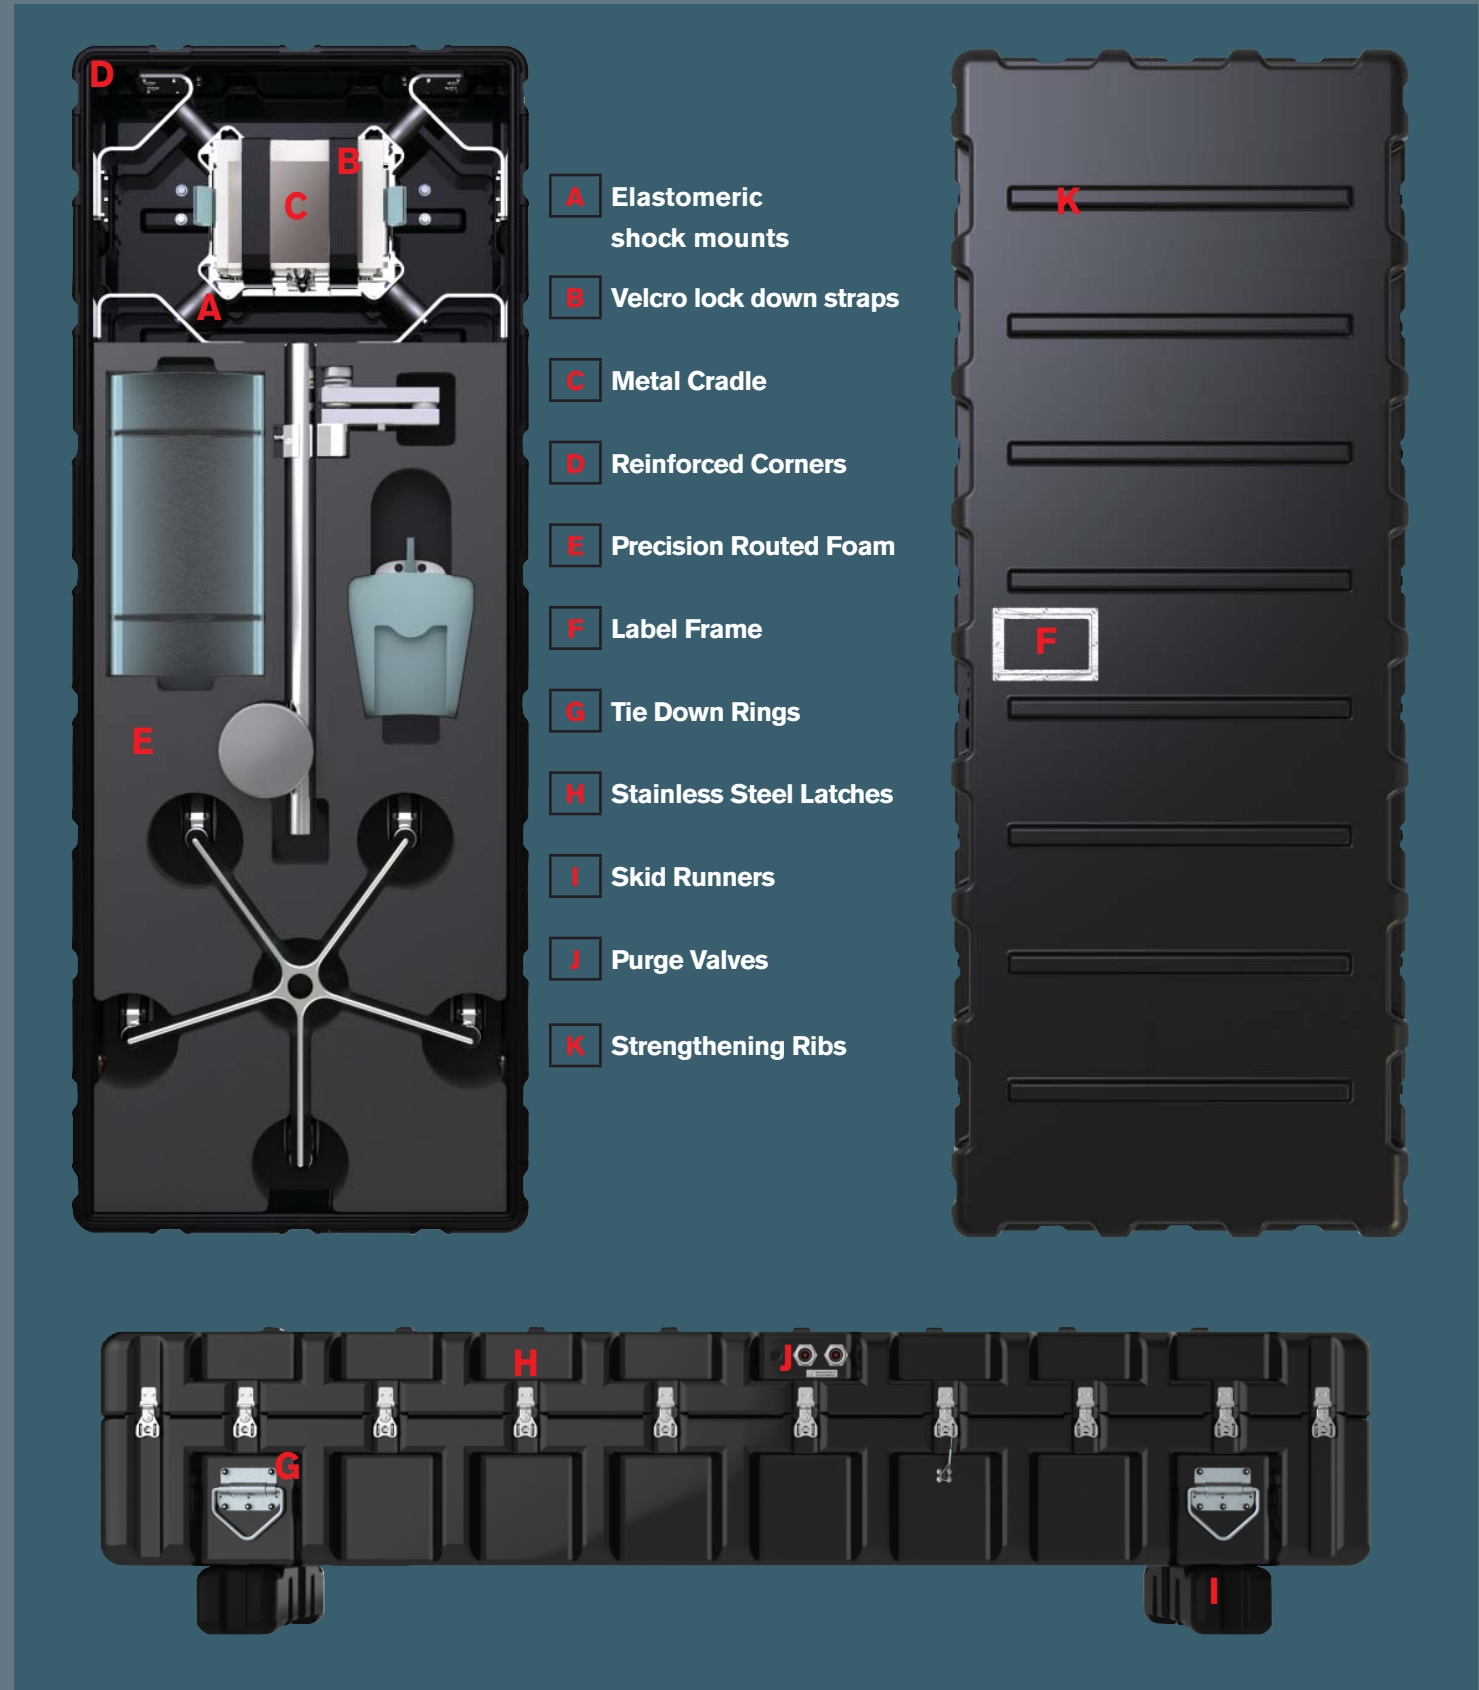 D
B
C
A
E
A Elastomeric
shock mounts
B Velcro lock down straps
C Metal Cradle
D Reinforced Corners
E Precision Routed Foam
F Label Frame
G Tie Down Rings
H Stainless Steel Latches
I Skid Runners
J Purge Valves
K Strengthening Ribs
K
F
H
J
G
I